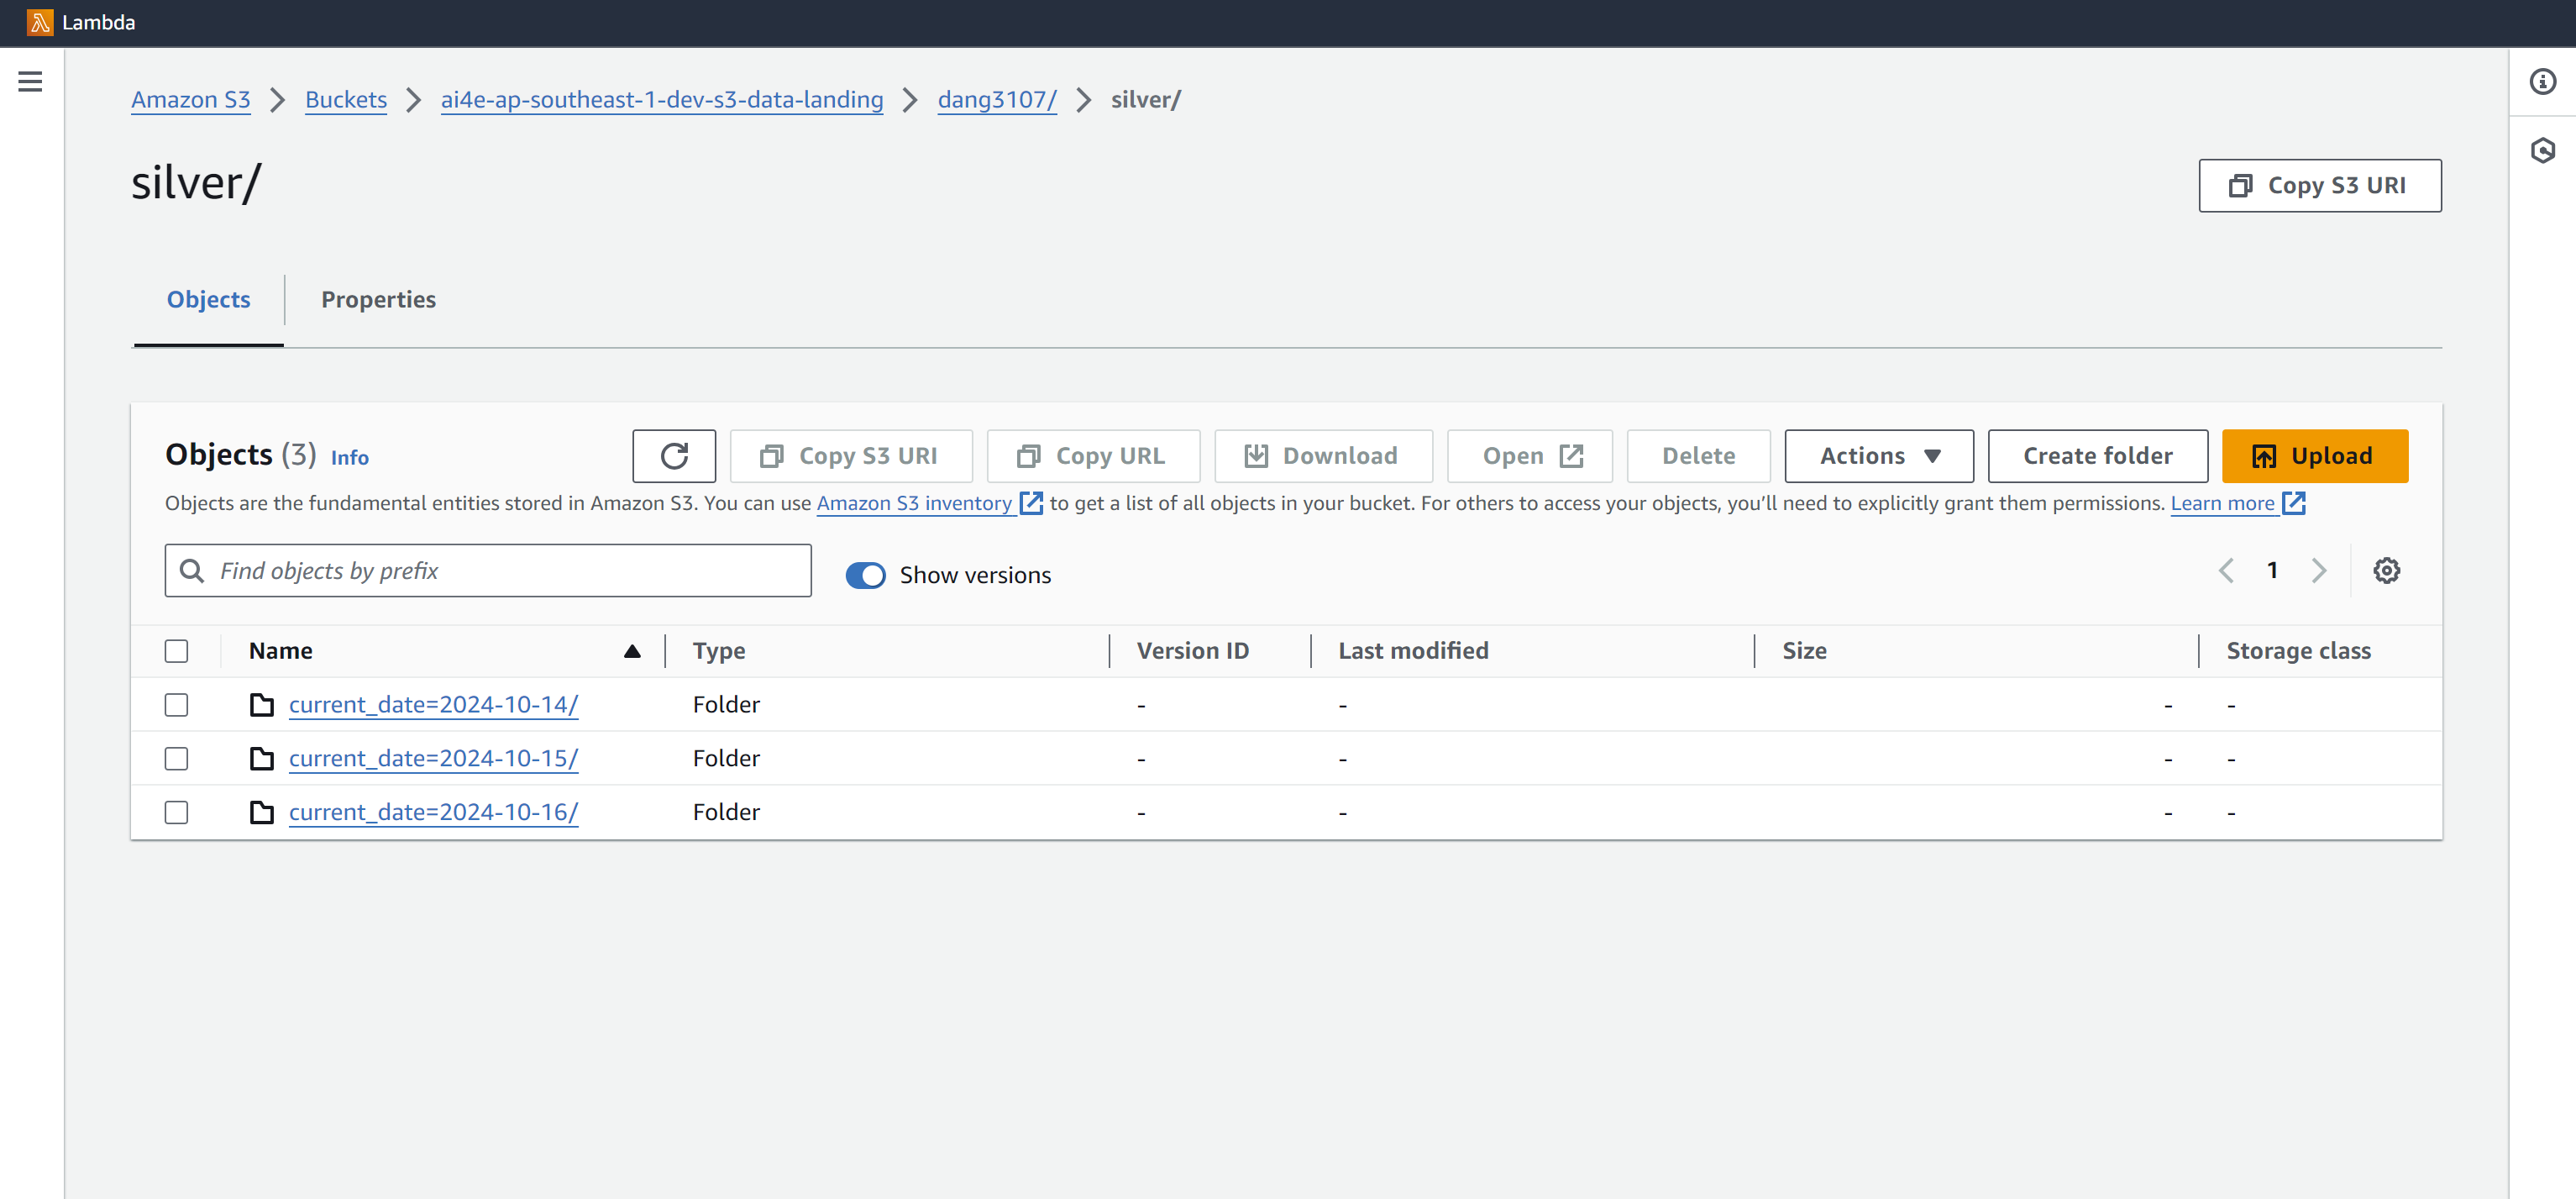 Lambda
Amazon S3 > Buckets > ai4e-ap-southeast-1-dev-s3-data-landing > dang3107/ > silver/
silver/
Copy S3 URI
Objects Properties
Objects (3) Info Copy S3 URI Copy URL Download Open Delete Actions Create folder Upload
Objects are the fundamental entities stored in Amazon S3. You can use Amazon S3 inventory to get a list of all objects in your bucket. For others to access your objects, you’ll need to explicitly grant them permissions. Learn more
Find objects by prefix Show versions 1
Name Type Version ID Last modified Size Storage class
current_date=2024-10-14/ Folder - - - -
current_date=2024-10-15/ Folder - - - -
current_date=2024-10-16/ Folder - - - -